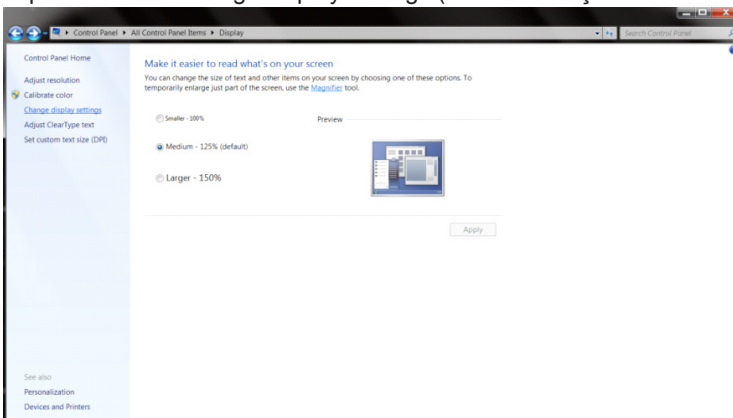 Control Panel ▸ All Control Panel Items ▸ Display
Search Control Panel
Control Panel Home
Adjust resolution
Calibrate color
Change display settings
Adjust ClearType text
Set custom text size (DPI)
Make it easier to read what's on your screen
You can change the size of text and other items on your screen by choosing one of these options. To
temporarily enlarge just part of the screen, use the Magnifier tool.
Smaller - 100%
Preview
Medium - 125% (default)
Larger - 150%
Apply
See also
Personalization
Devices and Printers